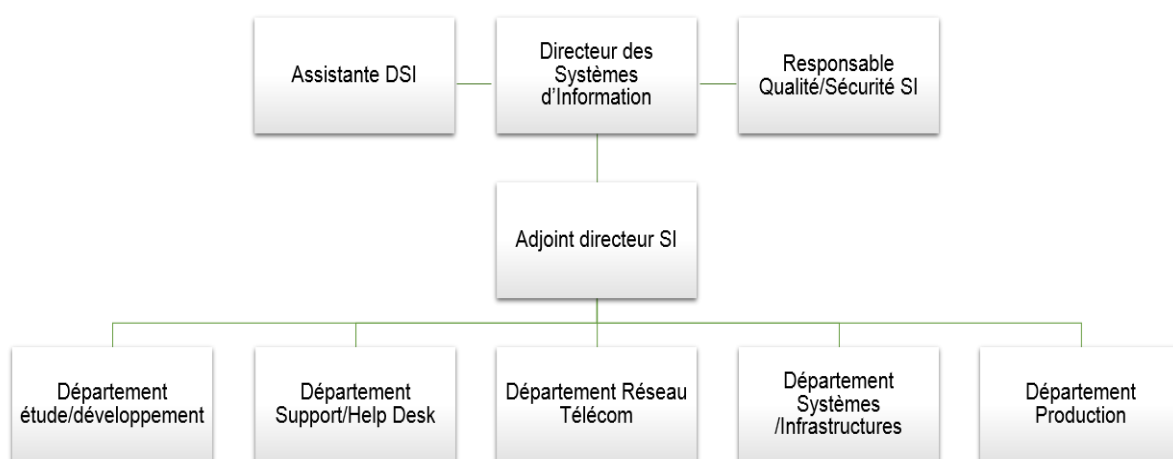 Assistante DSI
Directeur des
Systèmes
d'Information
Responsable
Qualité/Sécurité SI
Adjoint directeur SI
Département
étude/développement
Département
Support/Help Desk
Département Réseau
Télécom
Département
Systèmes
/Infrastructures
Département
Production